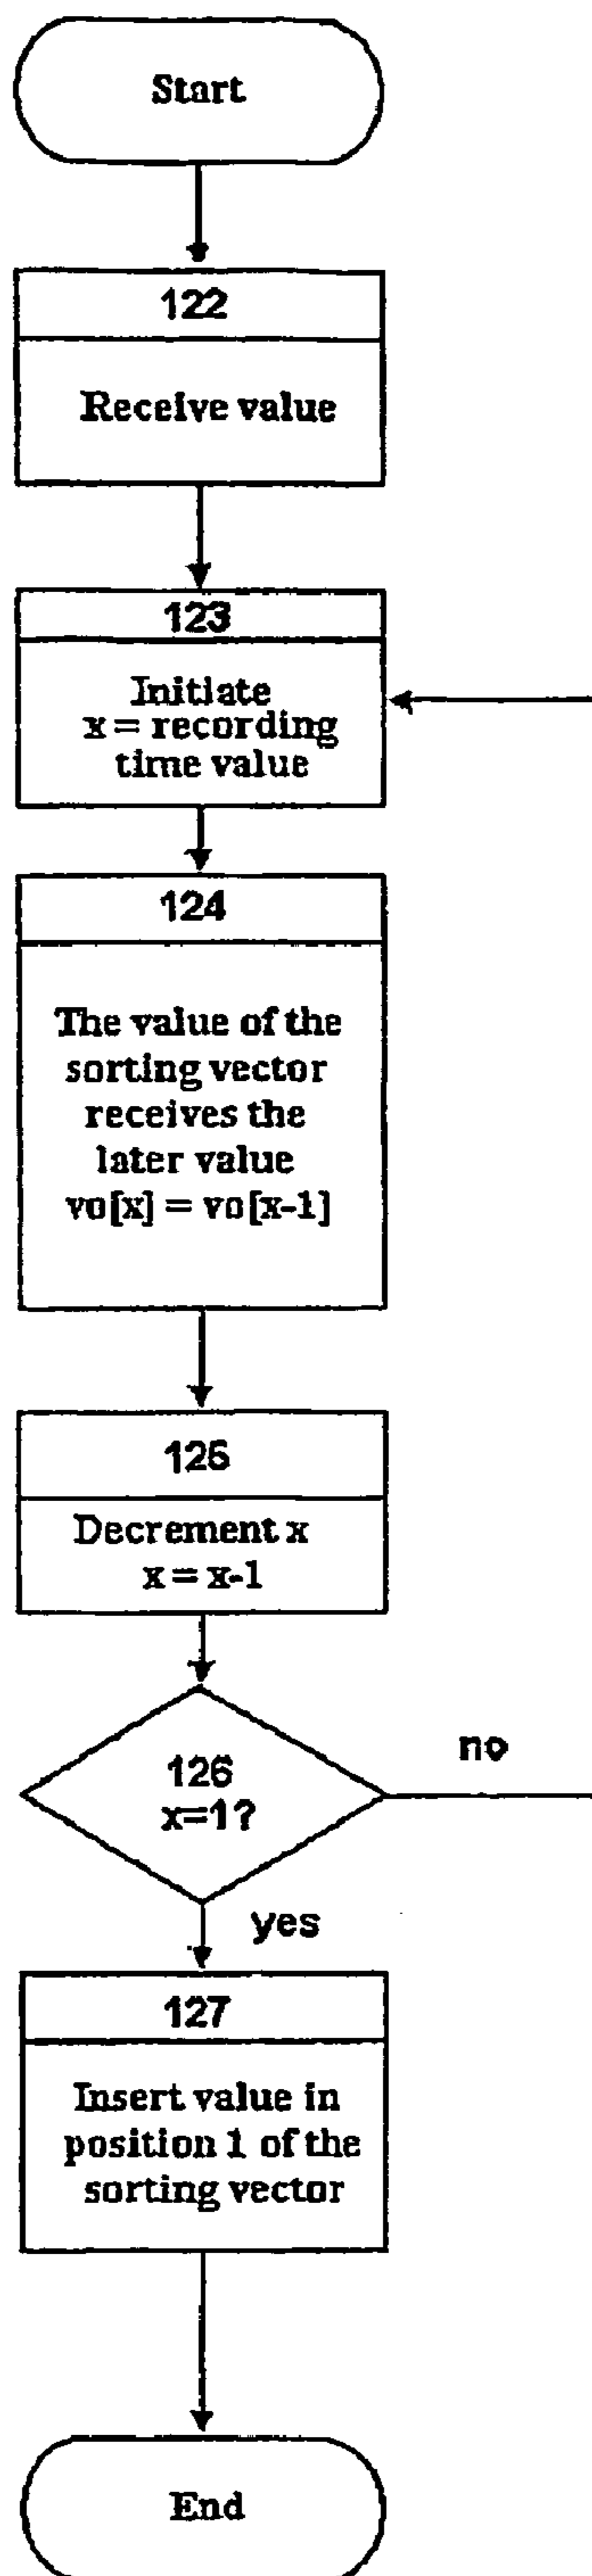 Start
122
Receive value
123
Initiate
x = recording
time value
124
The value of the
sorting vector
receives the
later value
vo[x] = vo[x-1]
125
Decrement x
x = x-1
126
x=1?
no
yes
127
Insert value in
position 1 of the
sorting vector
End